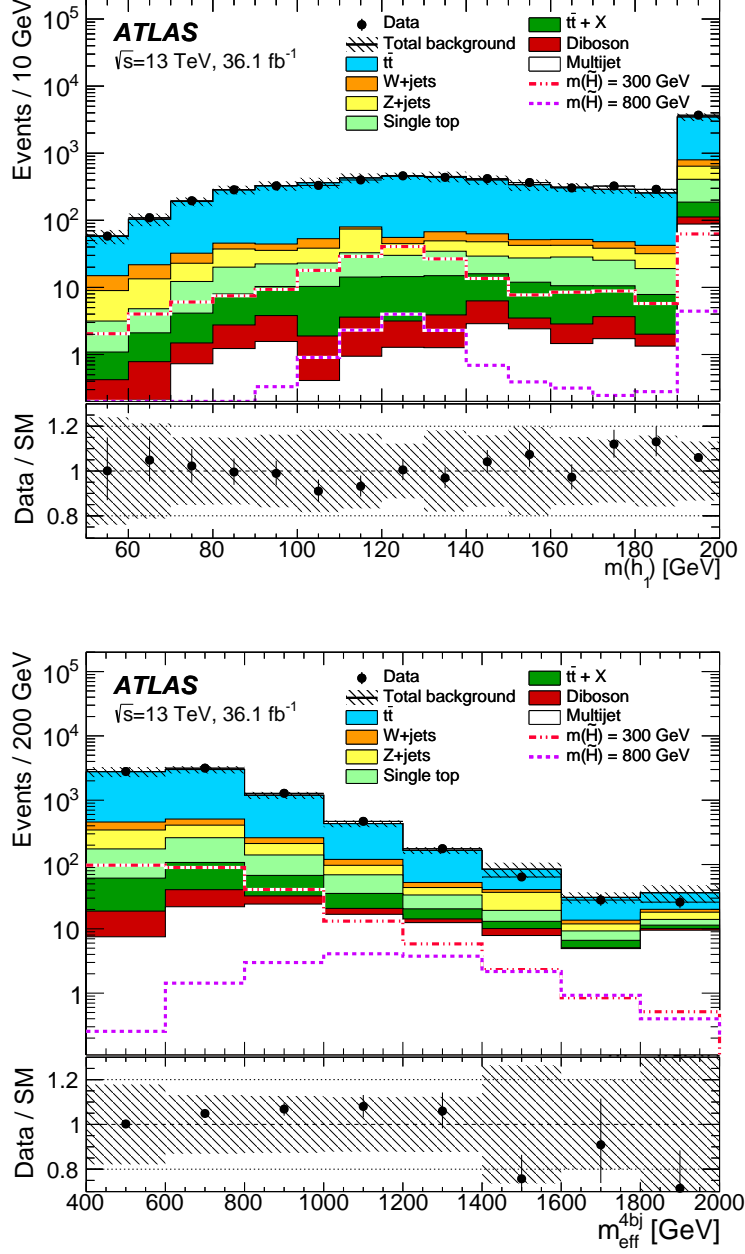 ATLAS
√s=13 TeV, 36.1 fb⁻¹
Data
Total background
tt̄
W+jets
Z+jets
Single top
tt̄ + X
Diboson
Multijet
m(H̃) = 300 GeV
m(H̃) = 800 GeV
Events / 10 GeV
10⁵
10⁴
10³
10²
10
1
Data / SM
1.2
1
0.8
60 80 100 120 140 160 180 200
m(h₁) [GeV]
ATLAS
√s=13 TeV, 36.1 fb⁻¹
Data
Total background
tt̄
W+jets
Z+jets
Single top
tt̄ + X
Diboson
Multijet
m(H̃) = 300 GeV
m(H̃) = 800 GeV
Events / 200 GeV
10⁵
10⁴
10³
10²
10
1
Data / SM
1.2
1
0.8
400 600 800 1000 1200 1400 1600 1800 2000
m_eff^4bj [GeV]